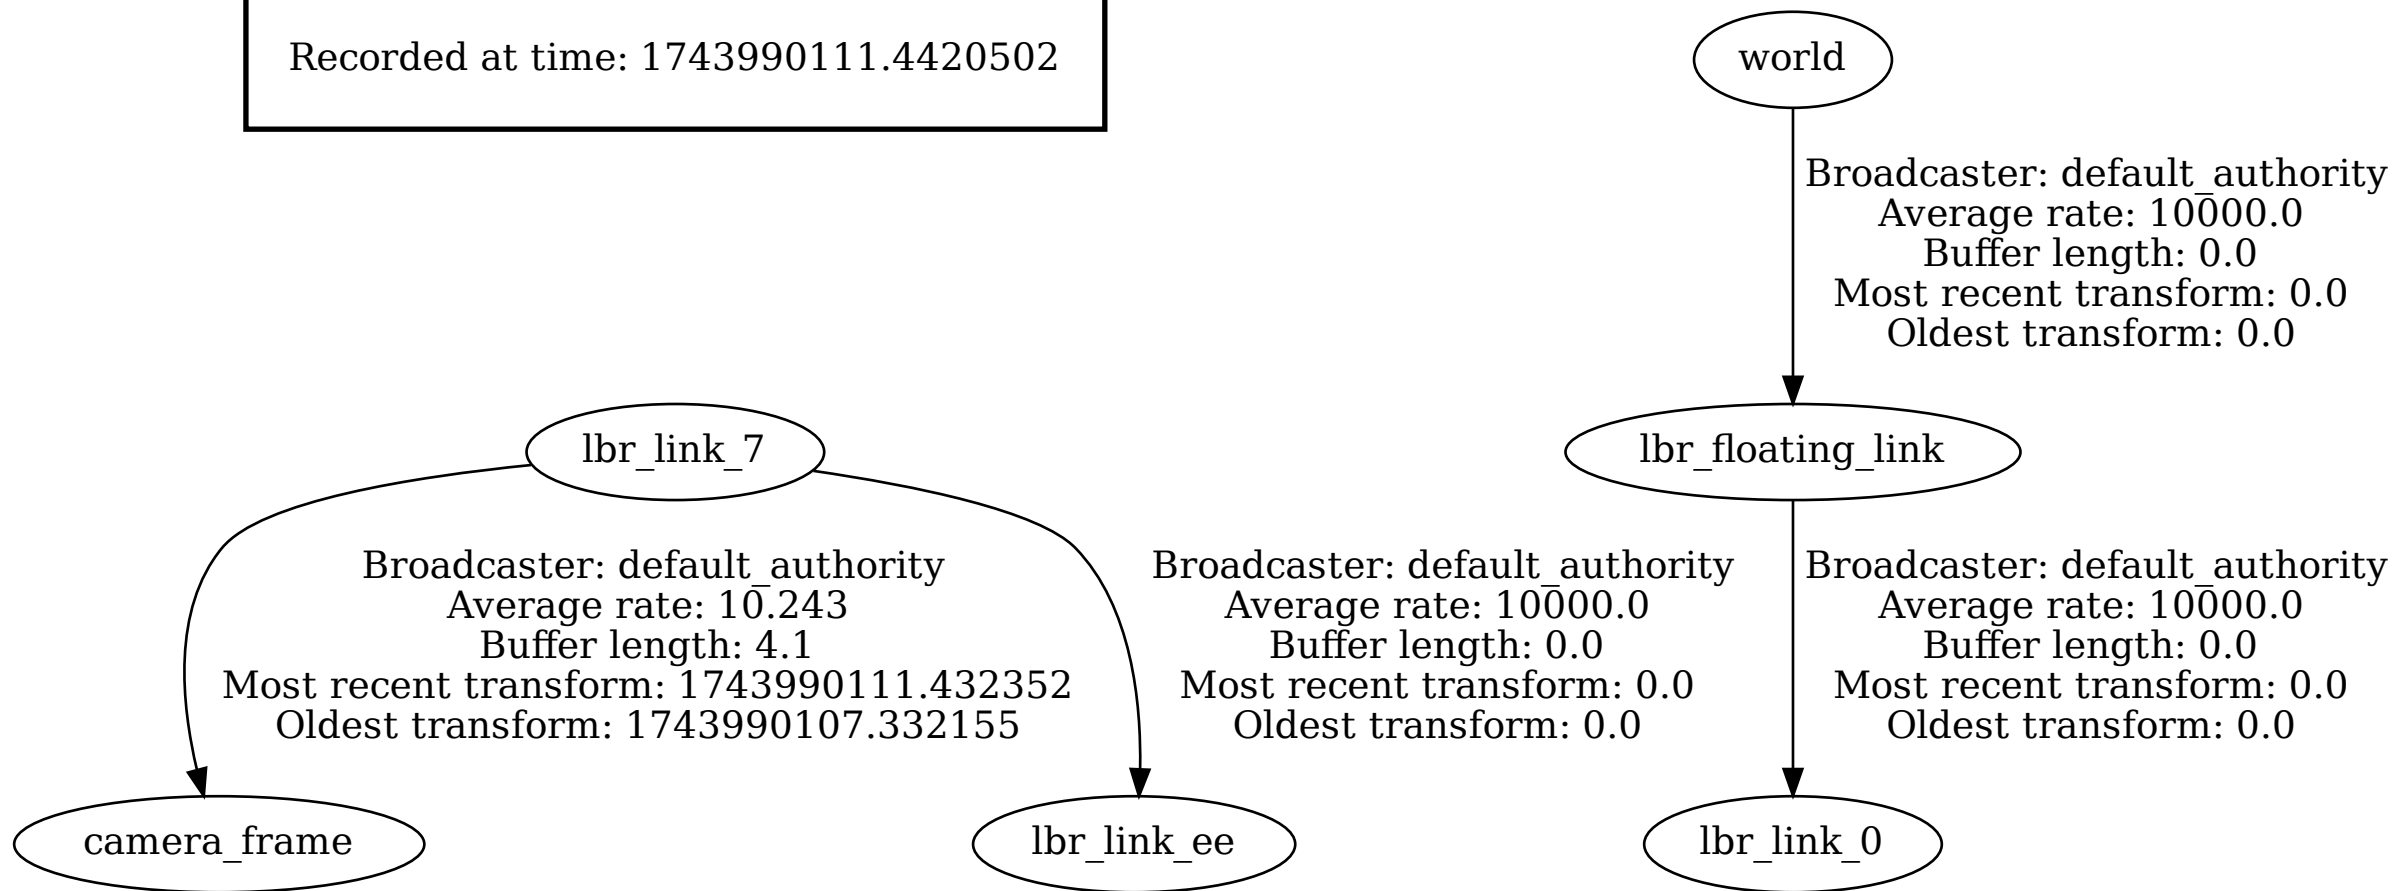 Recorded at time: 1743990111.4420502
world
Broadcaster: default_authority
Average rate: 10000.0
Buffer length: 0.0
Most recent transform: 0.0
Oldest transform: 0.0
lbr_link_7
lbr_floating_link
Broadcaster: default_authority
Average rate: 10.243
Buffer length: 4.1
Most recent transform: 1743990111.432352
Oldest transform: 1743990107.332155
Broadcaster: default_authority
Average rate: 10000.0
Buffer length: 0.0
Most recent transform: 0.0
Oldest transform: 0.0
Broadcaster: default_authority
Average rate: 10000.0
Buffer length: 0.0
Most recent transform: 0.0
Oldest transform: 0.0
camera_frame
lbr_link_ee
lbr_link_0